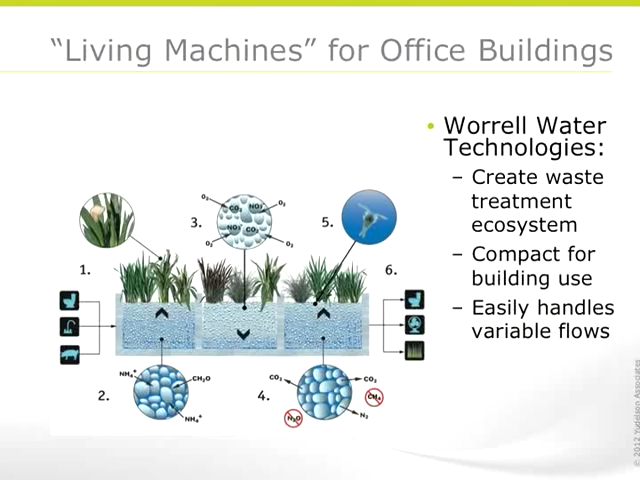 “Living Machines” for Office Buildings
• Worrell Water
Technologies:
– Create waste
treatment
ecosystem
– Compact for
building use
– Easily handles
variable flows
1.
2.
NH₄⁺
CH₂O
NH₄⁺
3.
O₂
O₂
CO₂
NO₃⁻
NO₃⁻
CO₂
O₂
O₂
4.
CO₂
CO₂
CH₄
N₂O
N₂
5.
6.
© 2012 Yudelson Associates